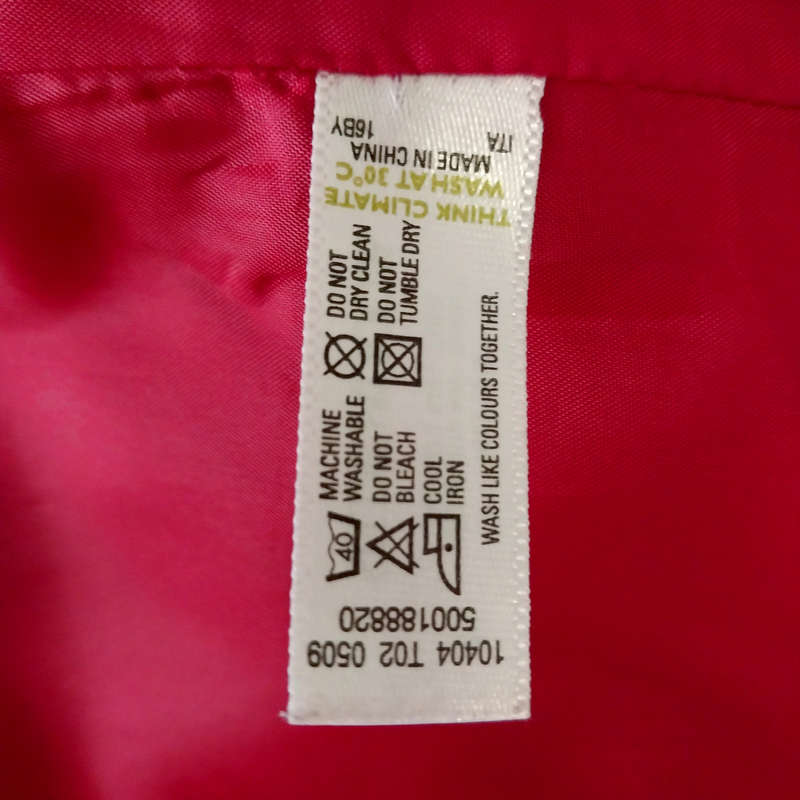 10404 T02 0509
5001888820
40
MACHINE
WASHABLE
DO NOT
BLEACH
COOL
IRON
DO NOT
DRY CLEAN
DO NOT
TUMBLE DRY
WASH LIKE COLOURS TOGETHER.
THINK CLIMATE
WASH AT 30°C
MADE IN CHINA
ITA
16BY